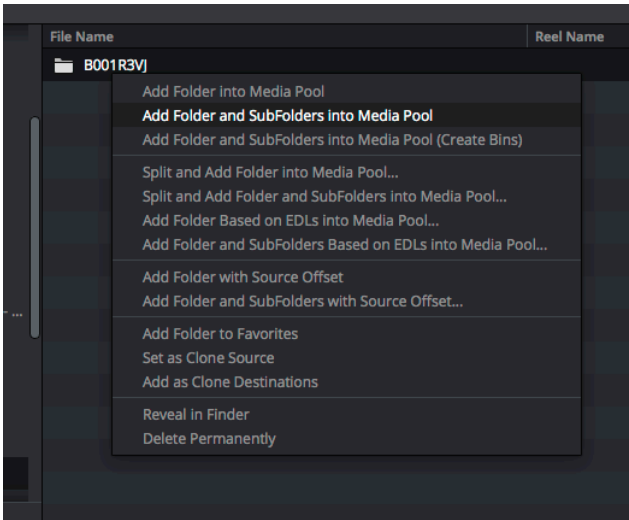 File Name Reel Name
B001R3VJ
Add Folder into Media Pool
Add Folder and SubFolders into Media Pool
Add Folder and SubFolders into Media Pool (Create Bins)
Split and Add Folder into Media Pool...
Split and Add Folder and SubFolders into Media Pool...
Add Folder Based on EDLs into Media Pool...
Add Folder and SubFolders Based on EDLs into Media Pool...
Add Folder with Source Offset
Add Folder and SubFolders with Source Offset...
- ...
Add Folder to Favorites
Set as Clone Source
Add as Clone Destinations
Reveal in Finder
Delete Permanently